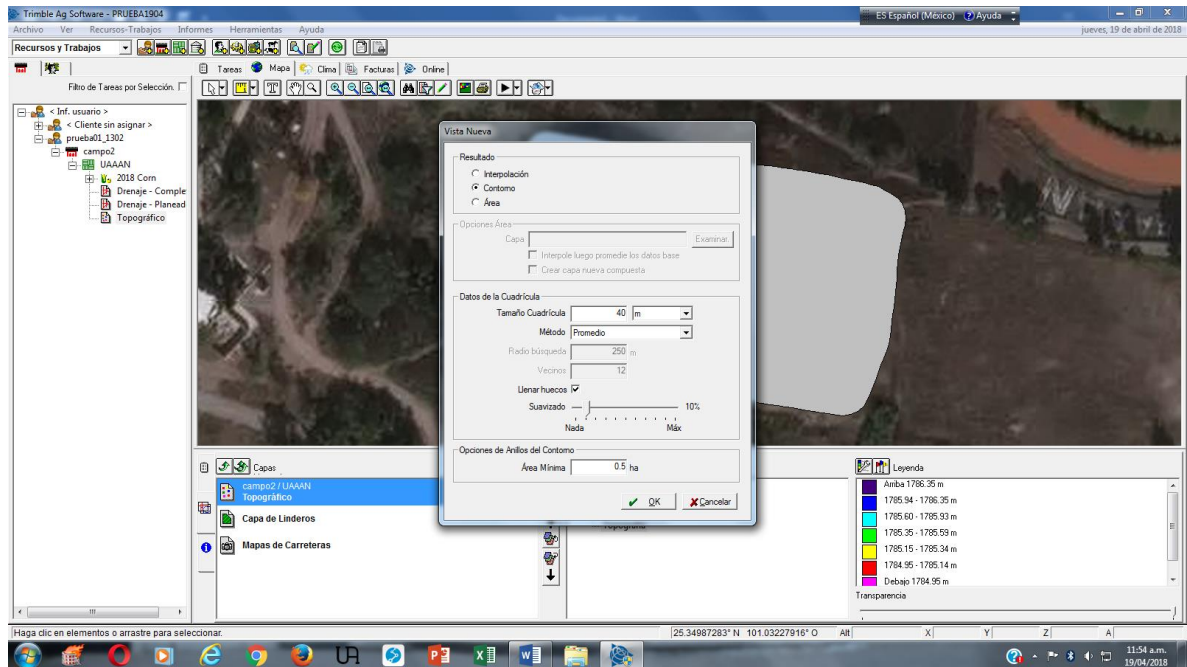 Trimble Ag Software - PRUEBA1904
ES Español (México) ? Ayuda
Archivo Ver Recursos-Trabajos Informes Herramientas Ayuda
jueves, 19 de abril de 2018
Recursos y Trabajos
Tareas Mapa Clima Facturas Online
Filtro de Tareas por Selección.
< Inf. usuario >
< Cliente sin asignar >
prueba01_1302
campo2
UAAAN
2018 Corn
Drenaje - Comple
Drenaje - Planead
Topográfico
Vista Nueva
Resultado
Interpolación
Contorno
Área
Opciones Área
Capa Examinar
Interpole luego promedie los datos base
Crear capa nueva compuesta
Datos de la Cuadrícula
Tamaño Cuadrícula 40 m
Método Promedio
Radio búsqueda 250 m
Vecinos 12
Llenar huecos
Suavizado 10%
Nada Máx
Opciones de Anillos del Contorno
Área Mínima 0.5 ha
OK Cancelar
Capas
campo2 / UAAAN
Topográfico
Capa de Linderos
Mapas de Carreteras
Leyenda
Arriba 1786.35 m
1785.94 - 1786.35 m
1785.60 - 1785.93 m
1785.35 - 1785.59 m
1785.15 - 1785.34 m
1784.95 - 1785.14 m
Debajo 1784.95 m
Transparencia
Haga clic en elementos o arrastre para seleccionar.
25.34987283° N 101.03227916° O Alt X Y Z A
11:54 a.m.
19/04/2018